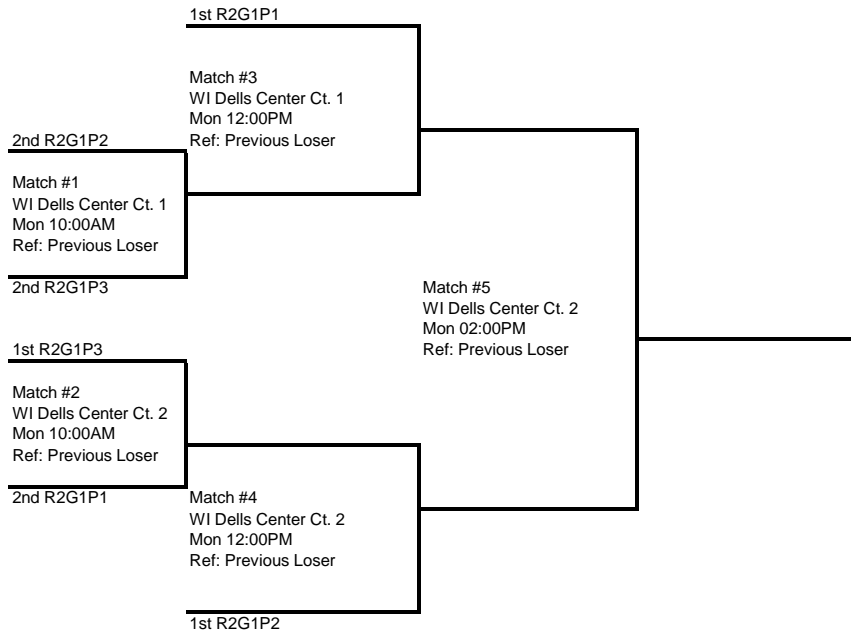 1st R2G1P1
Match #3
WI Dells Center Ct. 1
Mon 12:00PM
Ref: Previous Loser
2nd R2G1P2
Match #1
WI Dells Center Ct. 1
Mon 10:00AM
Ref: Previous Loser
2nd R2G1P3
Match #5
WI Dells Center Ct. 2
Mon 02:00PM
Ref: Previous Loser
1st R2G1P3
Match #2
WI Dells Center Ct. 2
Mon 10:00AM
Ref: Previous Loser
2nd R2G1P1
Match #4
WI Dells Center Ct. 2
Mon 12:00PM
Ref: Previous Loser
1st R2G1P2